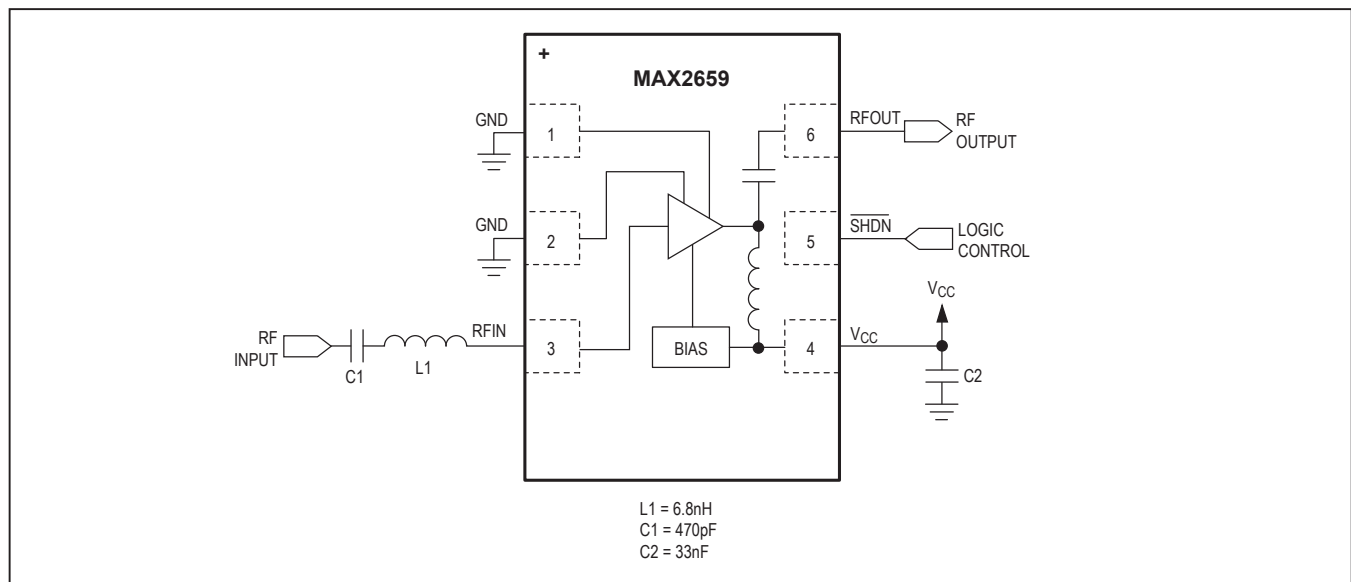 +
MAX2659
GND
1
6
RFOUT
RF
OUTPUT
GND
2
5
SHDN
LOGIC
CONTROL
VCC
RF
INPUT
C1
L1
RFIN
3
BIAS
4
VCC
C2
L1 = 6.8nH
C1 = 470pF
C2 = 33nF